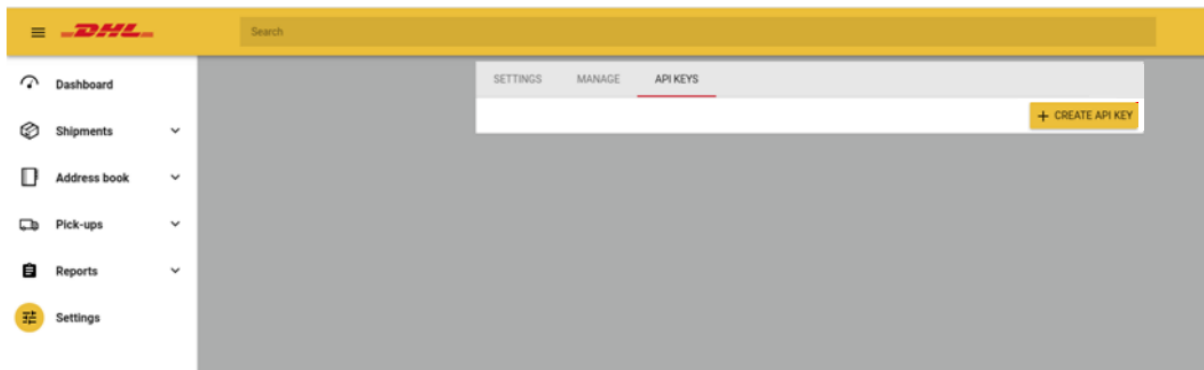 DHL
Search
SETTINGS MANAGE API KEYS
+ CREATE API KEY
Dashboard
Shipments
Address book
Pick-ups
Reports
Settings